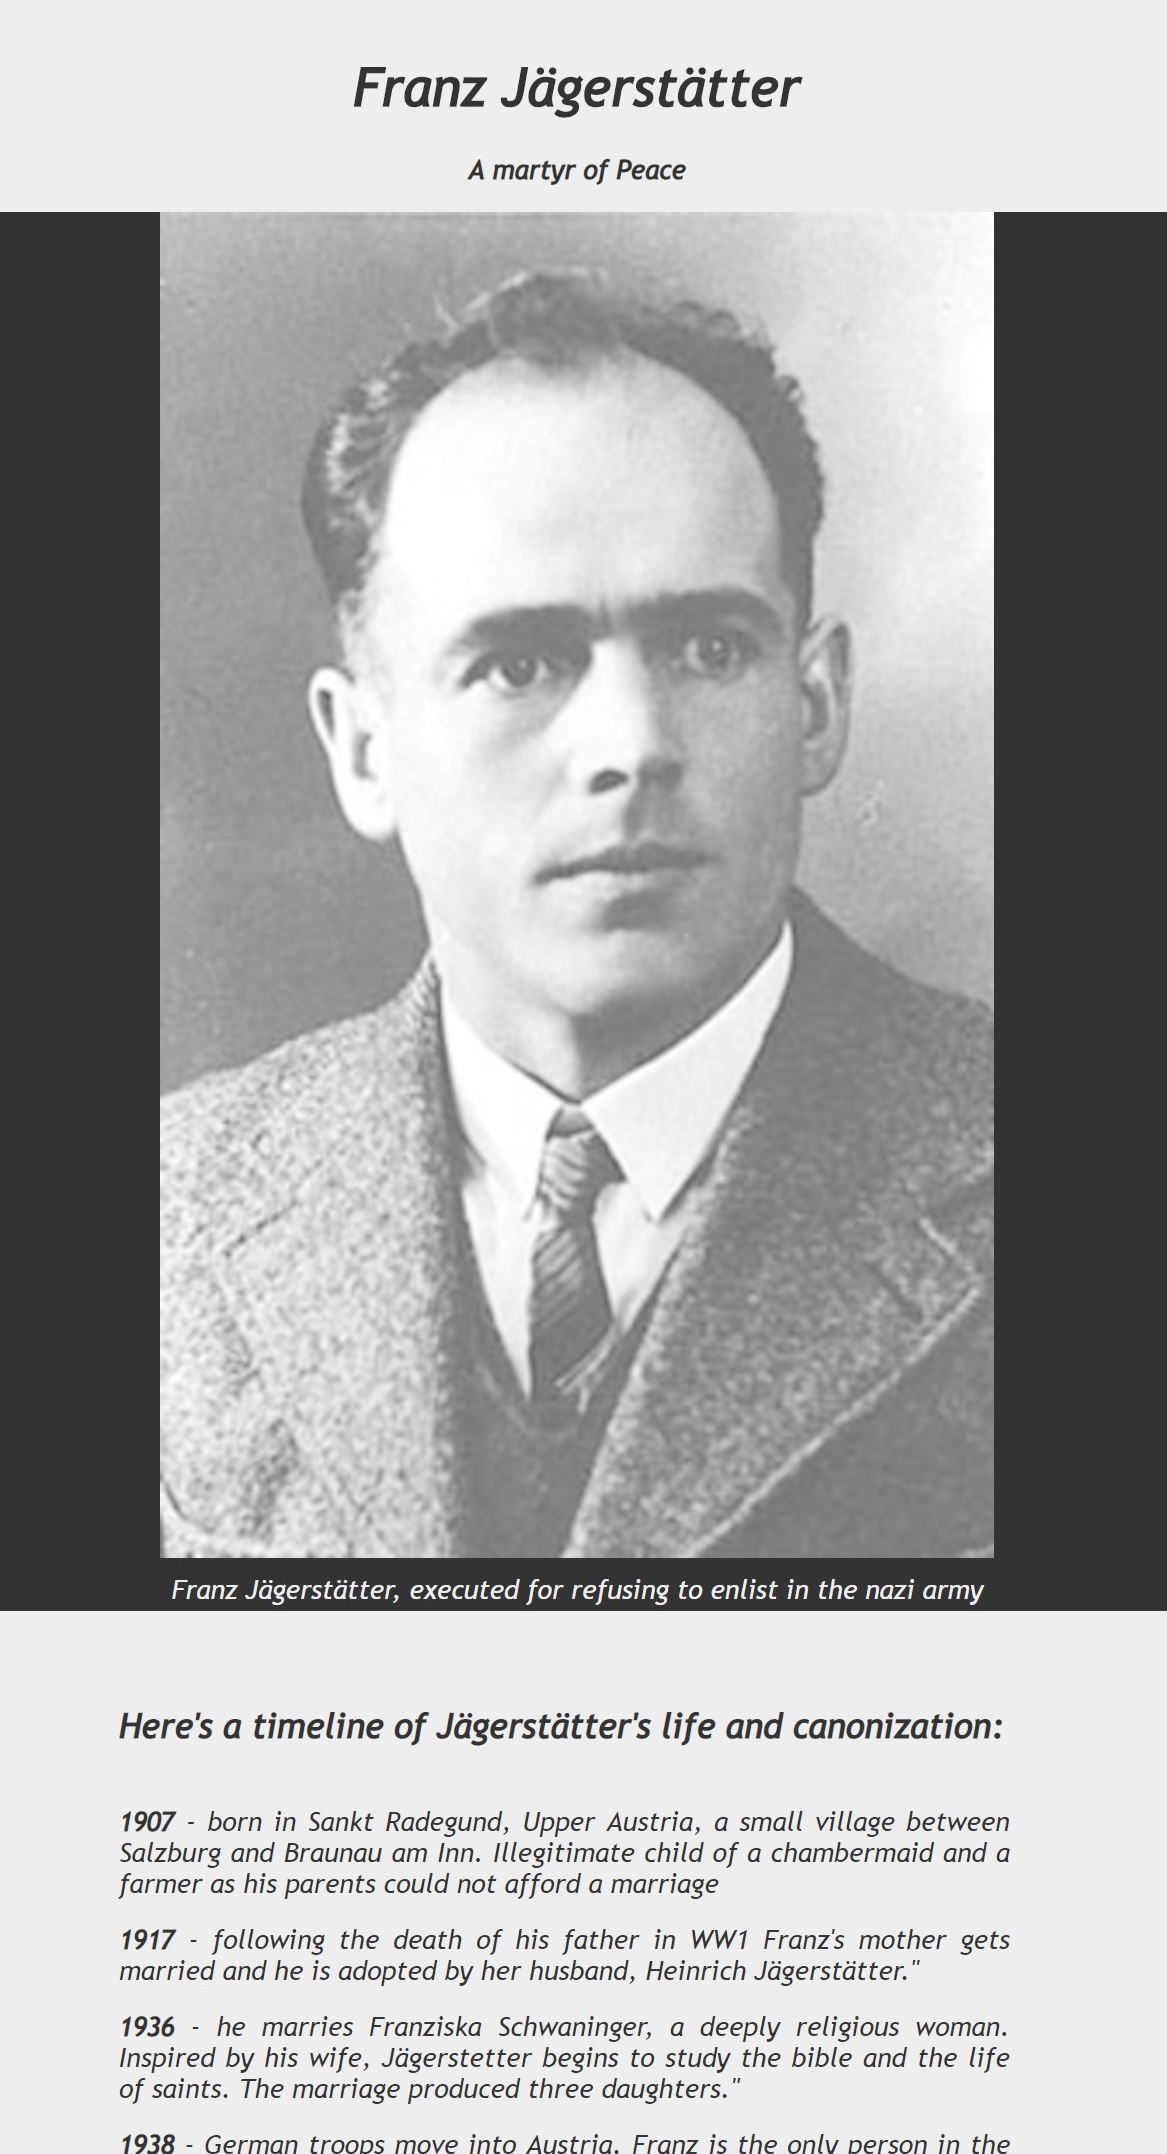 Franz Jägerstätter
A martyr of Peace
Franz Jägerstätter, executed for refusing to enlist in the nazi army
Here's a timeline of Jägerstätter's life and canonization:
1907 - born in Sankt Radegund, Upper Austria, a small village between
Salzburg and Braunau am Inn. Illegitimate child of a chambermaid and a
farmer as his parents could not afford a marriage
1917 - following the death of his father in WW1 Franz's mother gets
married and he is adopted by her husband, Heinrich Jägerstätter."
1936 - he marries Franziska Schwaninger, a deeply religious woman.
Inspired by his wife, Jägerstetter begins to study the bible and the life
of saints. The marriage produced three daughters."
1938 - German troops move into Austria. Franz is the only person in the